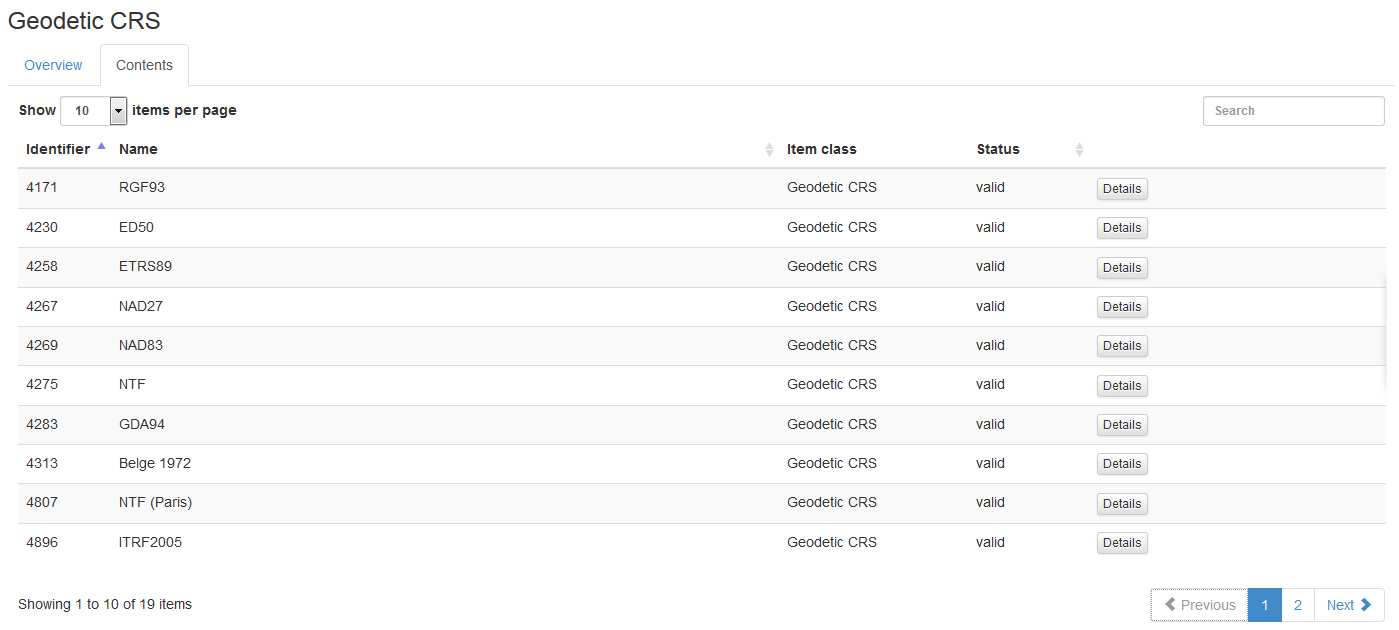 Geodetic CRS
Overview Contents
Show 10 items per page Search
Identifier Name Item class Status
4171 RGF93 Geodetic CRS valid Details
4230 ED50 Geodetic CRS valid Details
4258 ETRS89 Geodetic CRS valid Details
4267 NAD27 Geodetic CRS valid Details
4269 NAD83 Geodetic CRS valid Details
4275 NTF Geodetic CRS valid Details
4283 GDA94 Geodetic CRS valid Details
4313 Belge 1972 Geodetic CRS valid Details
4807 NTF (Paris) Geodetic CRS valid Details
4896 ITRF2005 Geodetic CRS valid Details
Showing 1 to 10 of 19 items Previous 1 2 Next